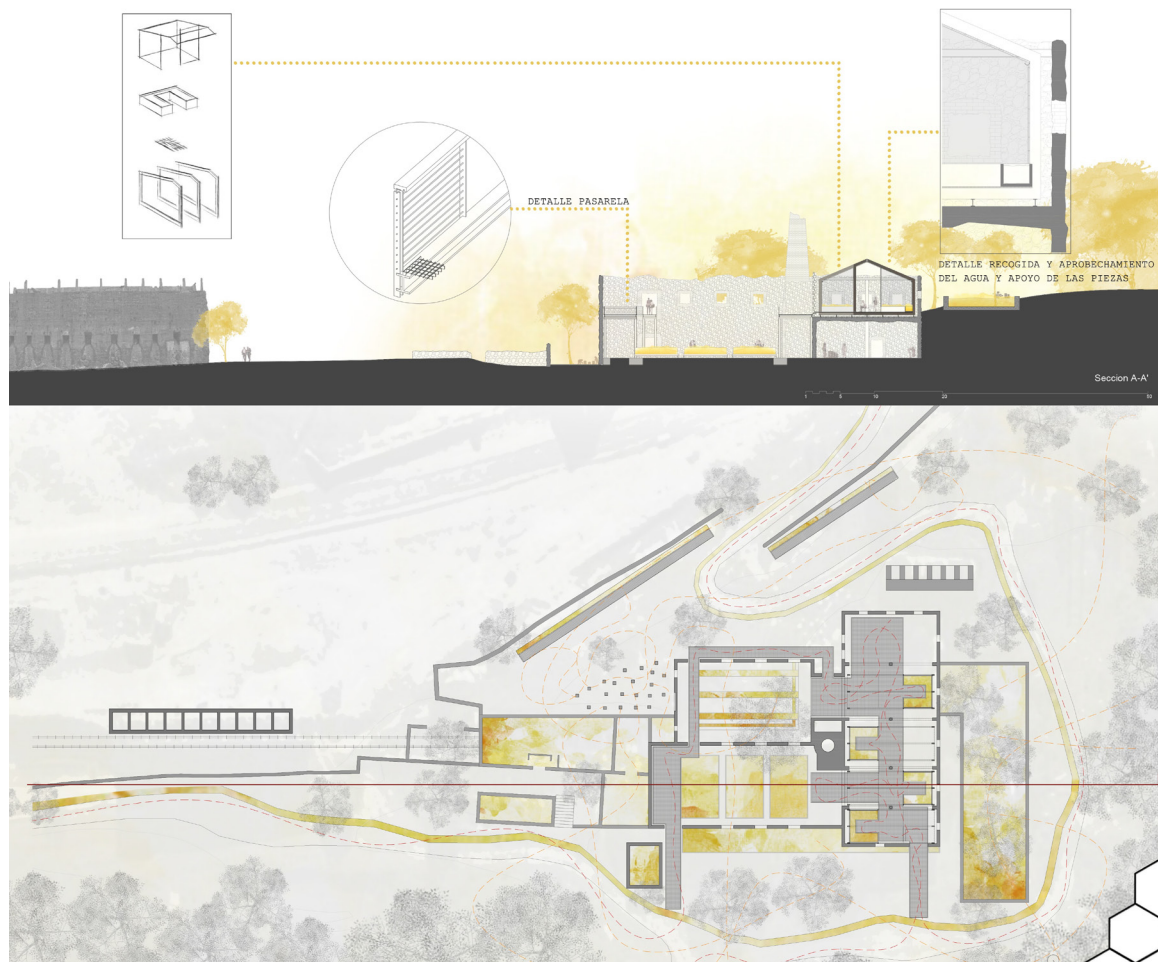 DETALLE PASARELA
DETALLE RECOGIDA Y APROBECHAMIENTO
DEL AGUA Y APOYO DE LAS PIEZAS
Seccion A-A'
1 5 10 20 50